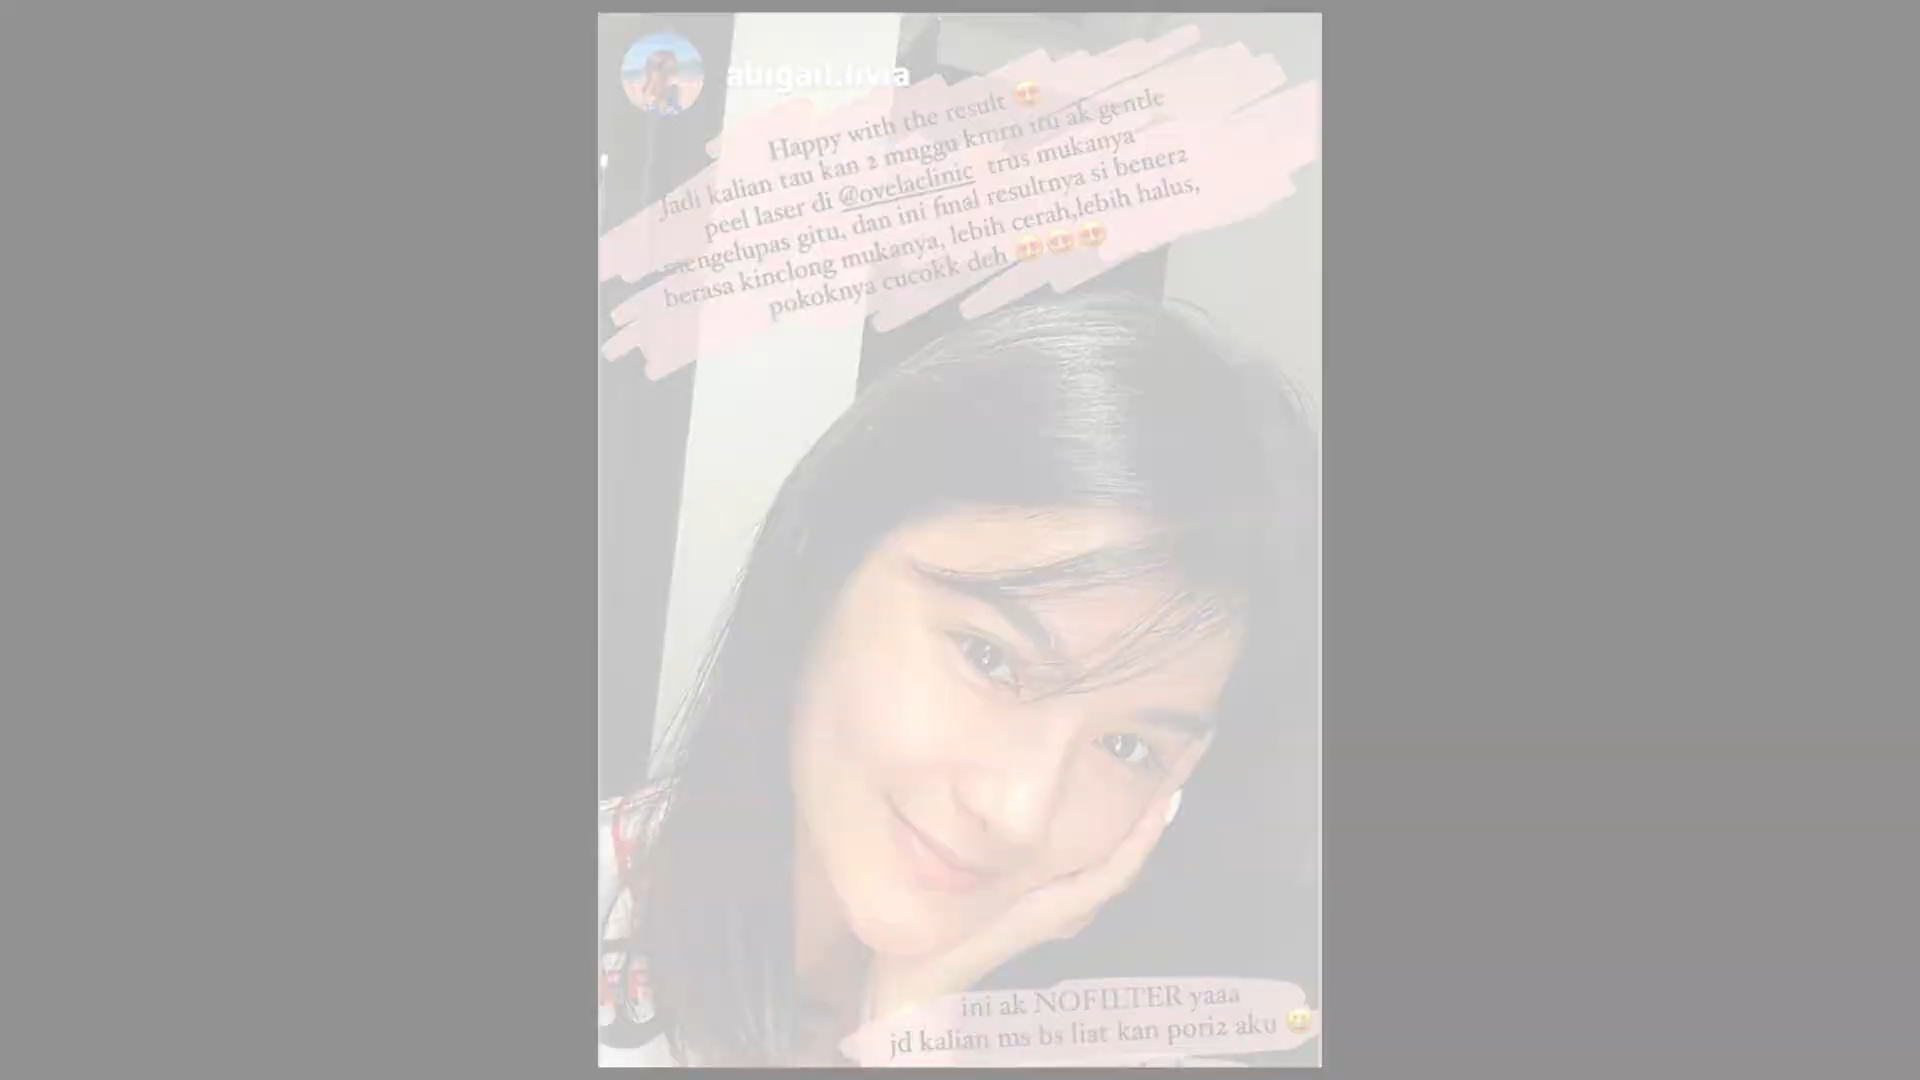 abigail.livia
Happy with the result 😍
Jadi kalian tau kan 2 mnggu kmrn itu ak gentle
peel laser di @ovelaclinic trus mukanya
mengelupas gitu, dan ini final resultnya si bener2
berasa kinclong mukanya, lebih cerah,lebih halus,
pokoknya cucokk deh 😍😍😍
ini ak NOFILTER yaaa
jd kalian ms bs liat kan pori2 aku 😄